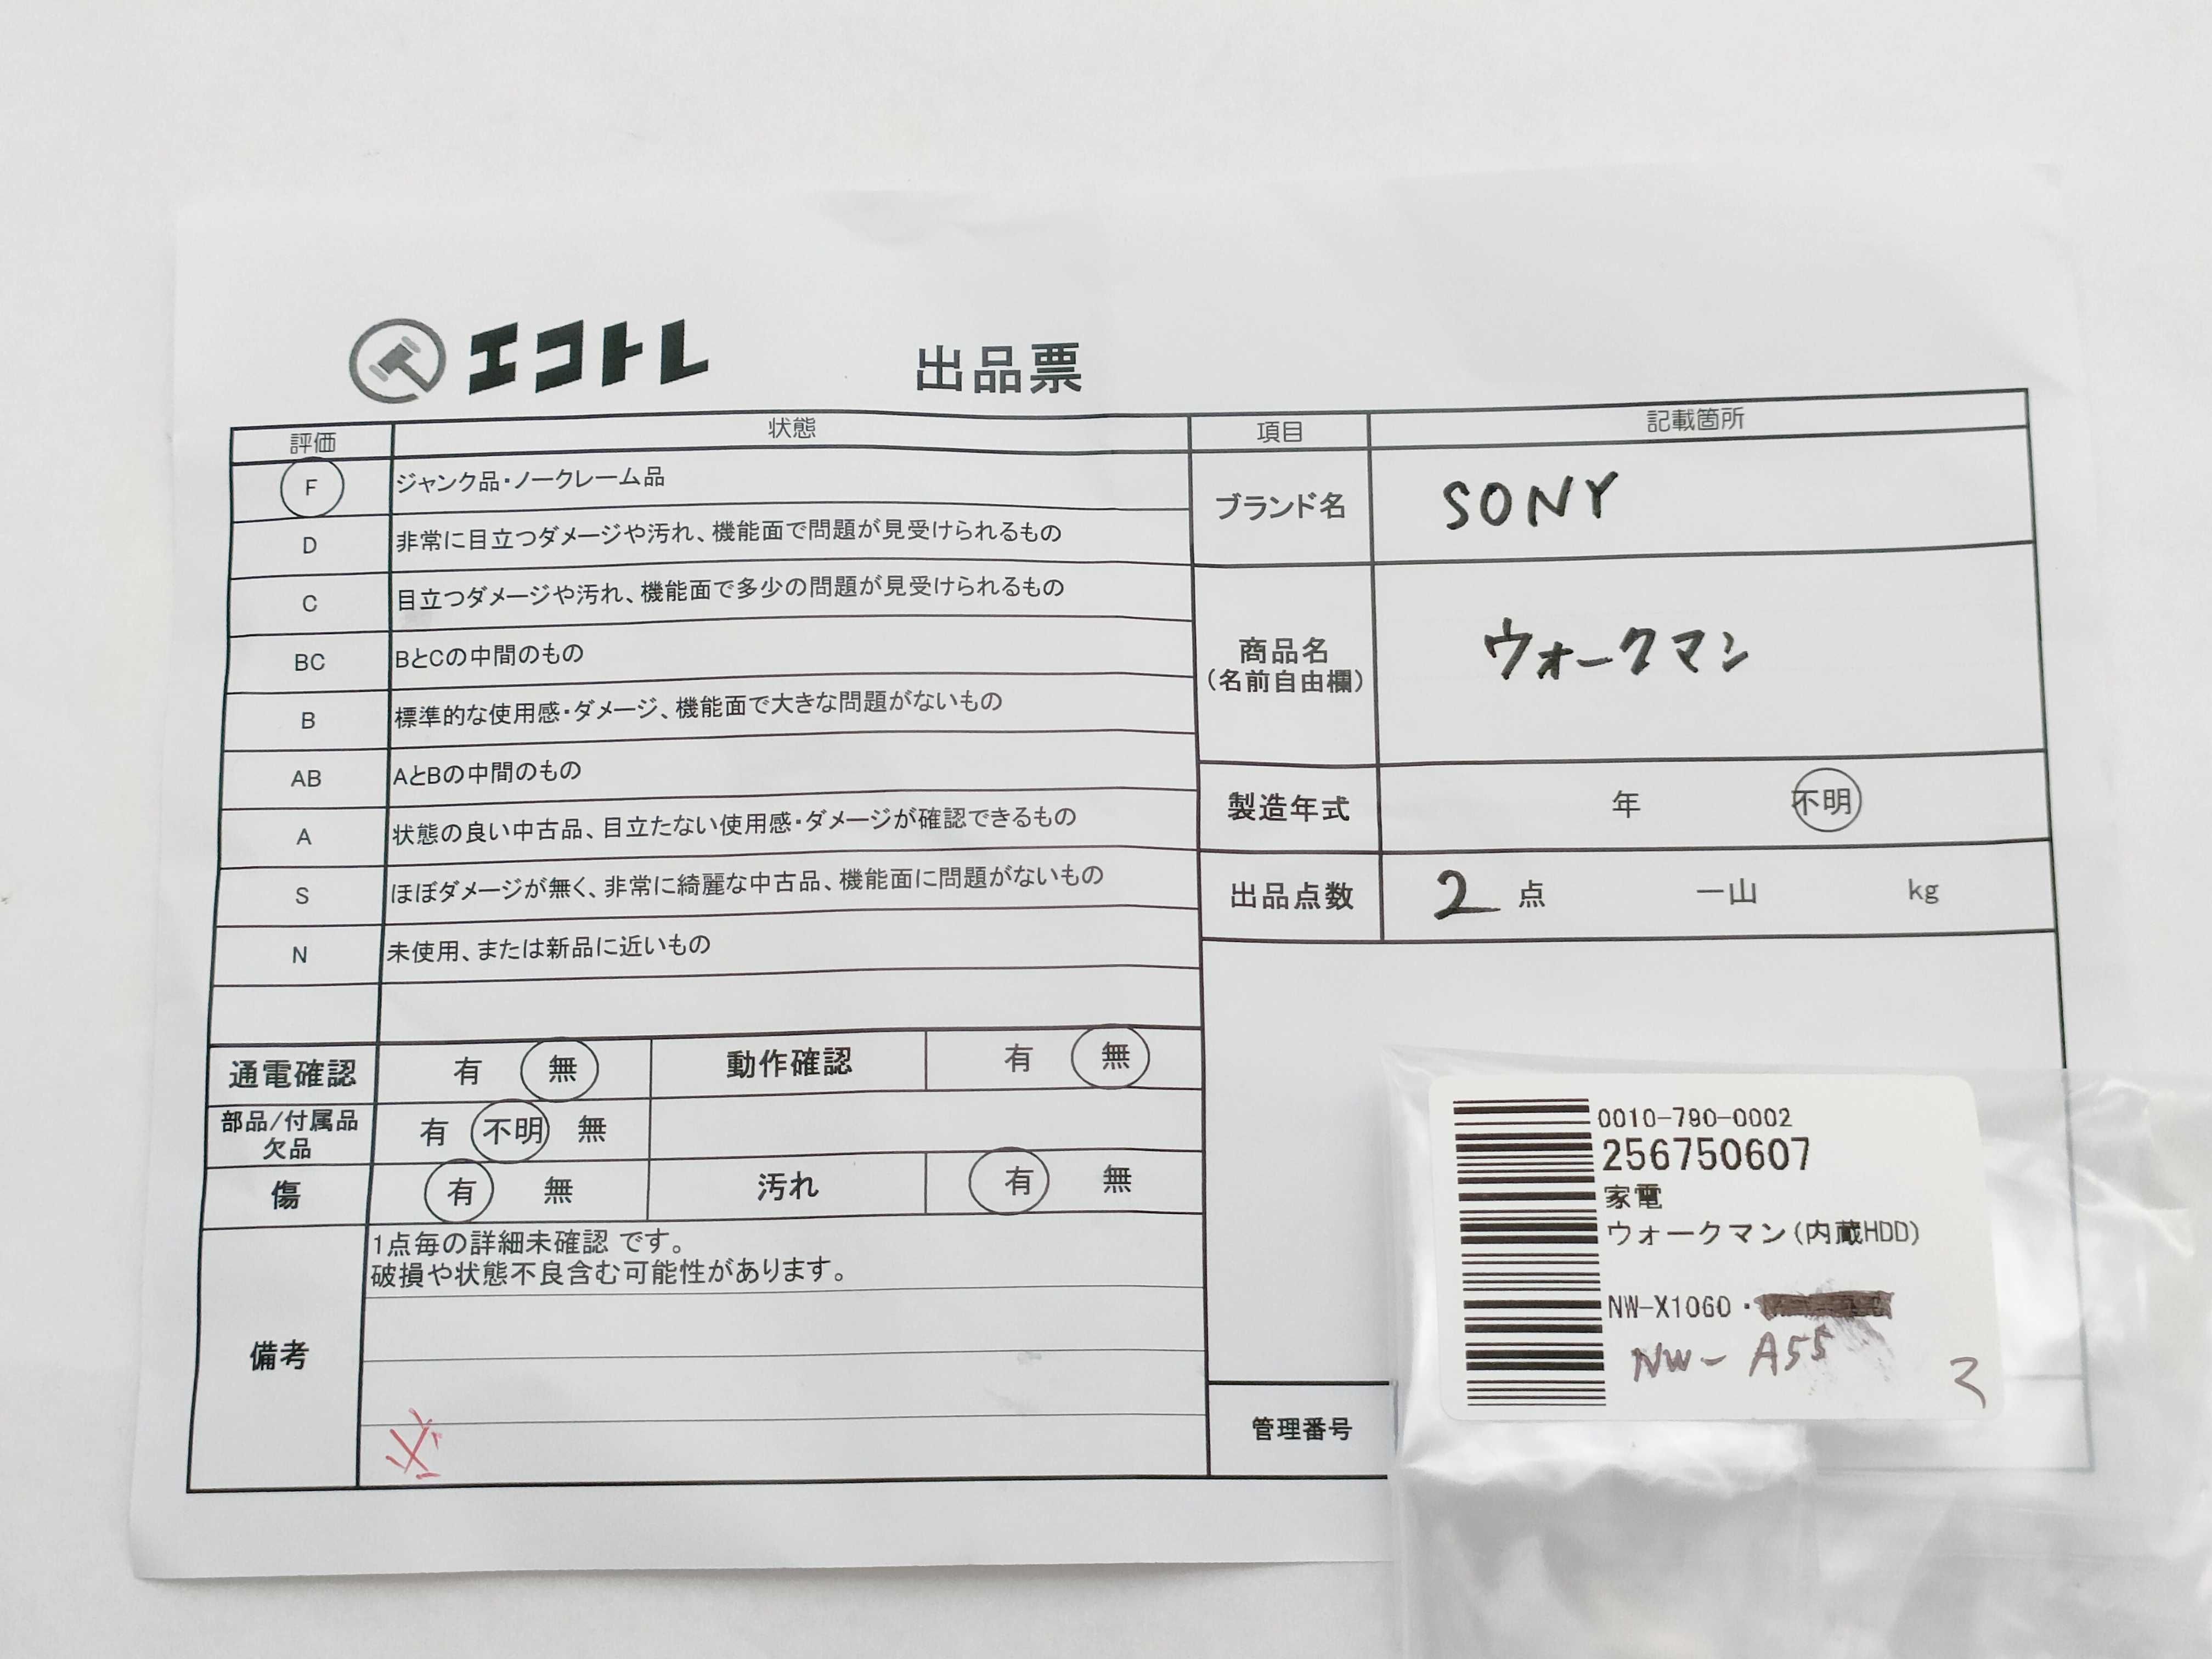 エコトレ
出品票
評価 状態
F ジャンク品・ノークレーム品
D 非常に目立つダメージや汚れ、機能面で問題が見受けられるもの
C 目立つダメージや汚れ、機能面で多少の問題が見受けられるもの
BC BとCの中間のもの
B 標準的な使用感・ダメージ、機能面で大きな問題がないもの
AB AとBの中間のもの
A 状態の良い中古品、目立たない使用感・ダメージが確認できるもの
S ほぼダメージが無く、非常に綺麗な中古品、機能面に問題がないもの
N 未使用、または新品に近いもの
通電確認 有 無 動作確認 有 無
部品/付属品
欠品
有 不明 無
傷 有 無 汚れ 有 無
備考
1点毎の詳細未確認 です。
破損や状態不良含む可能性があります。
項目 記載箇所
ブランド名 SONY
商品名
(名前自由欄)
ウォークマン
製造年式 年 不明
出品点数 2 点 一山 kg
管理番号
0010-790-0002
256750607
家電
ウォークマン(内蔵HDD)
NW-X1060・
NW-A55